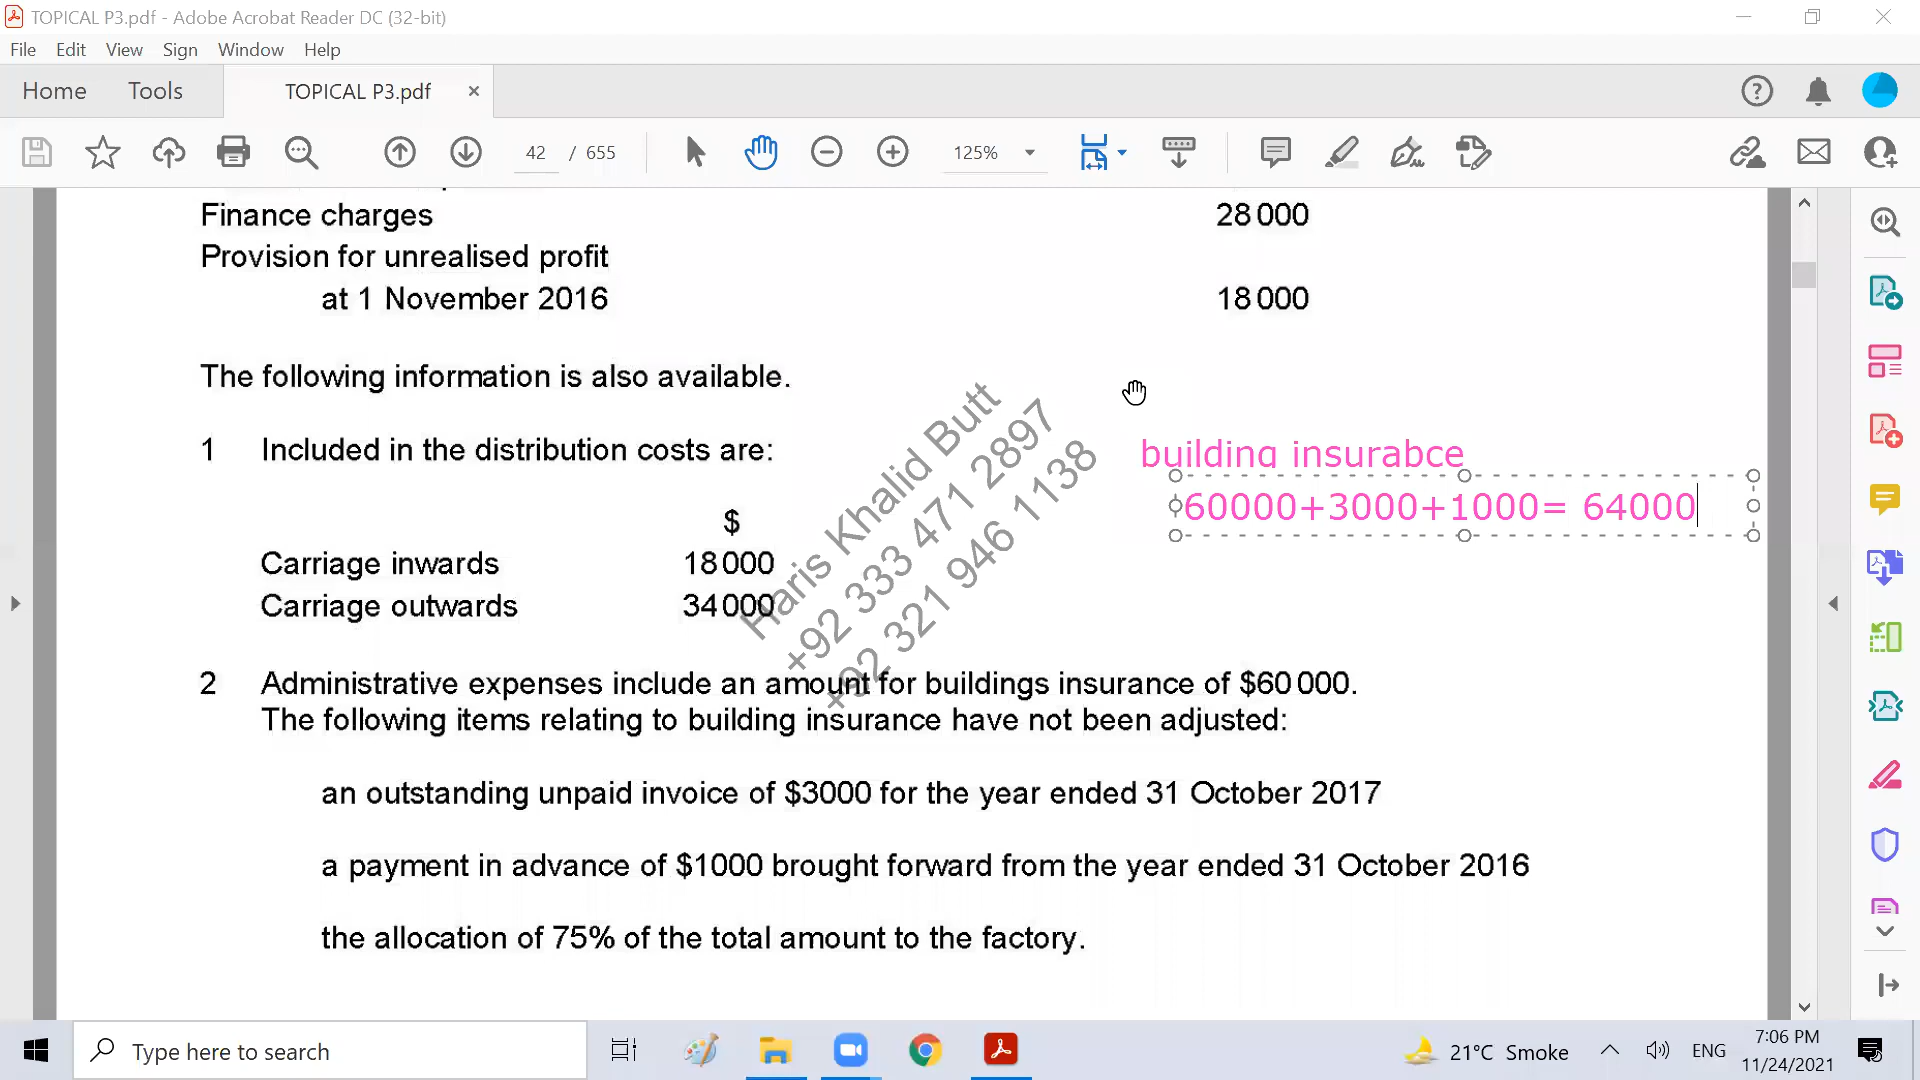 TOPICAL P3.pdf - Adobe Acrobat Reader DC (32-bit)
File Edit View Sign Window Help
Home Tools TOPICAL P3.pdf
42 / 655 125%
Finance charges 28 000
Provision for unrealised profit
at 1 November 2016 18 000
The following information is also available.
1 Included in the distribution costs are:
building insurabce
60000+3000+1000= 64000
$
Carriage inwards 18 000
Carriage outwards 34 000
Haris Khalid Butt
+92 333 471 2897
+92 321 946 1138
2 Administrative expenses include an amount for buildings insurance of $60 000.
The following items relating to building insurance have not been adjusted:
an outstanding unpaid invoice of $3000 for the year ended 31 October 2017
a payment in advance of $1000 brought forward from the year ended 31 October 2016
the allocation of 75% of the total amount to the factory.
Type here to search
21°C Smoke
ENG
7:06 PM
11/24/2021